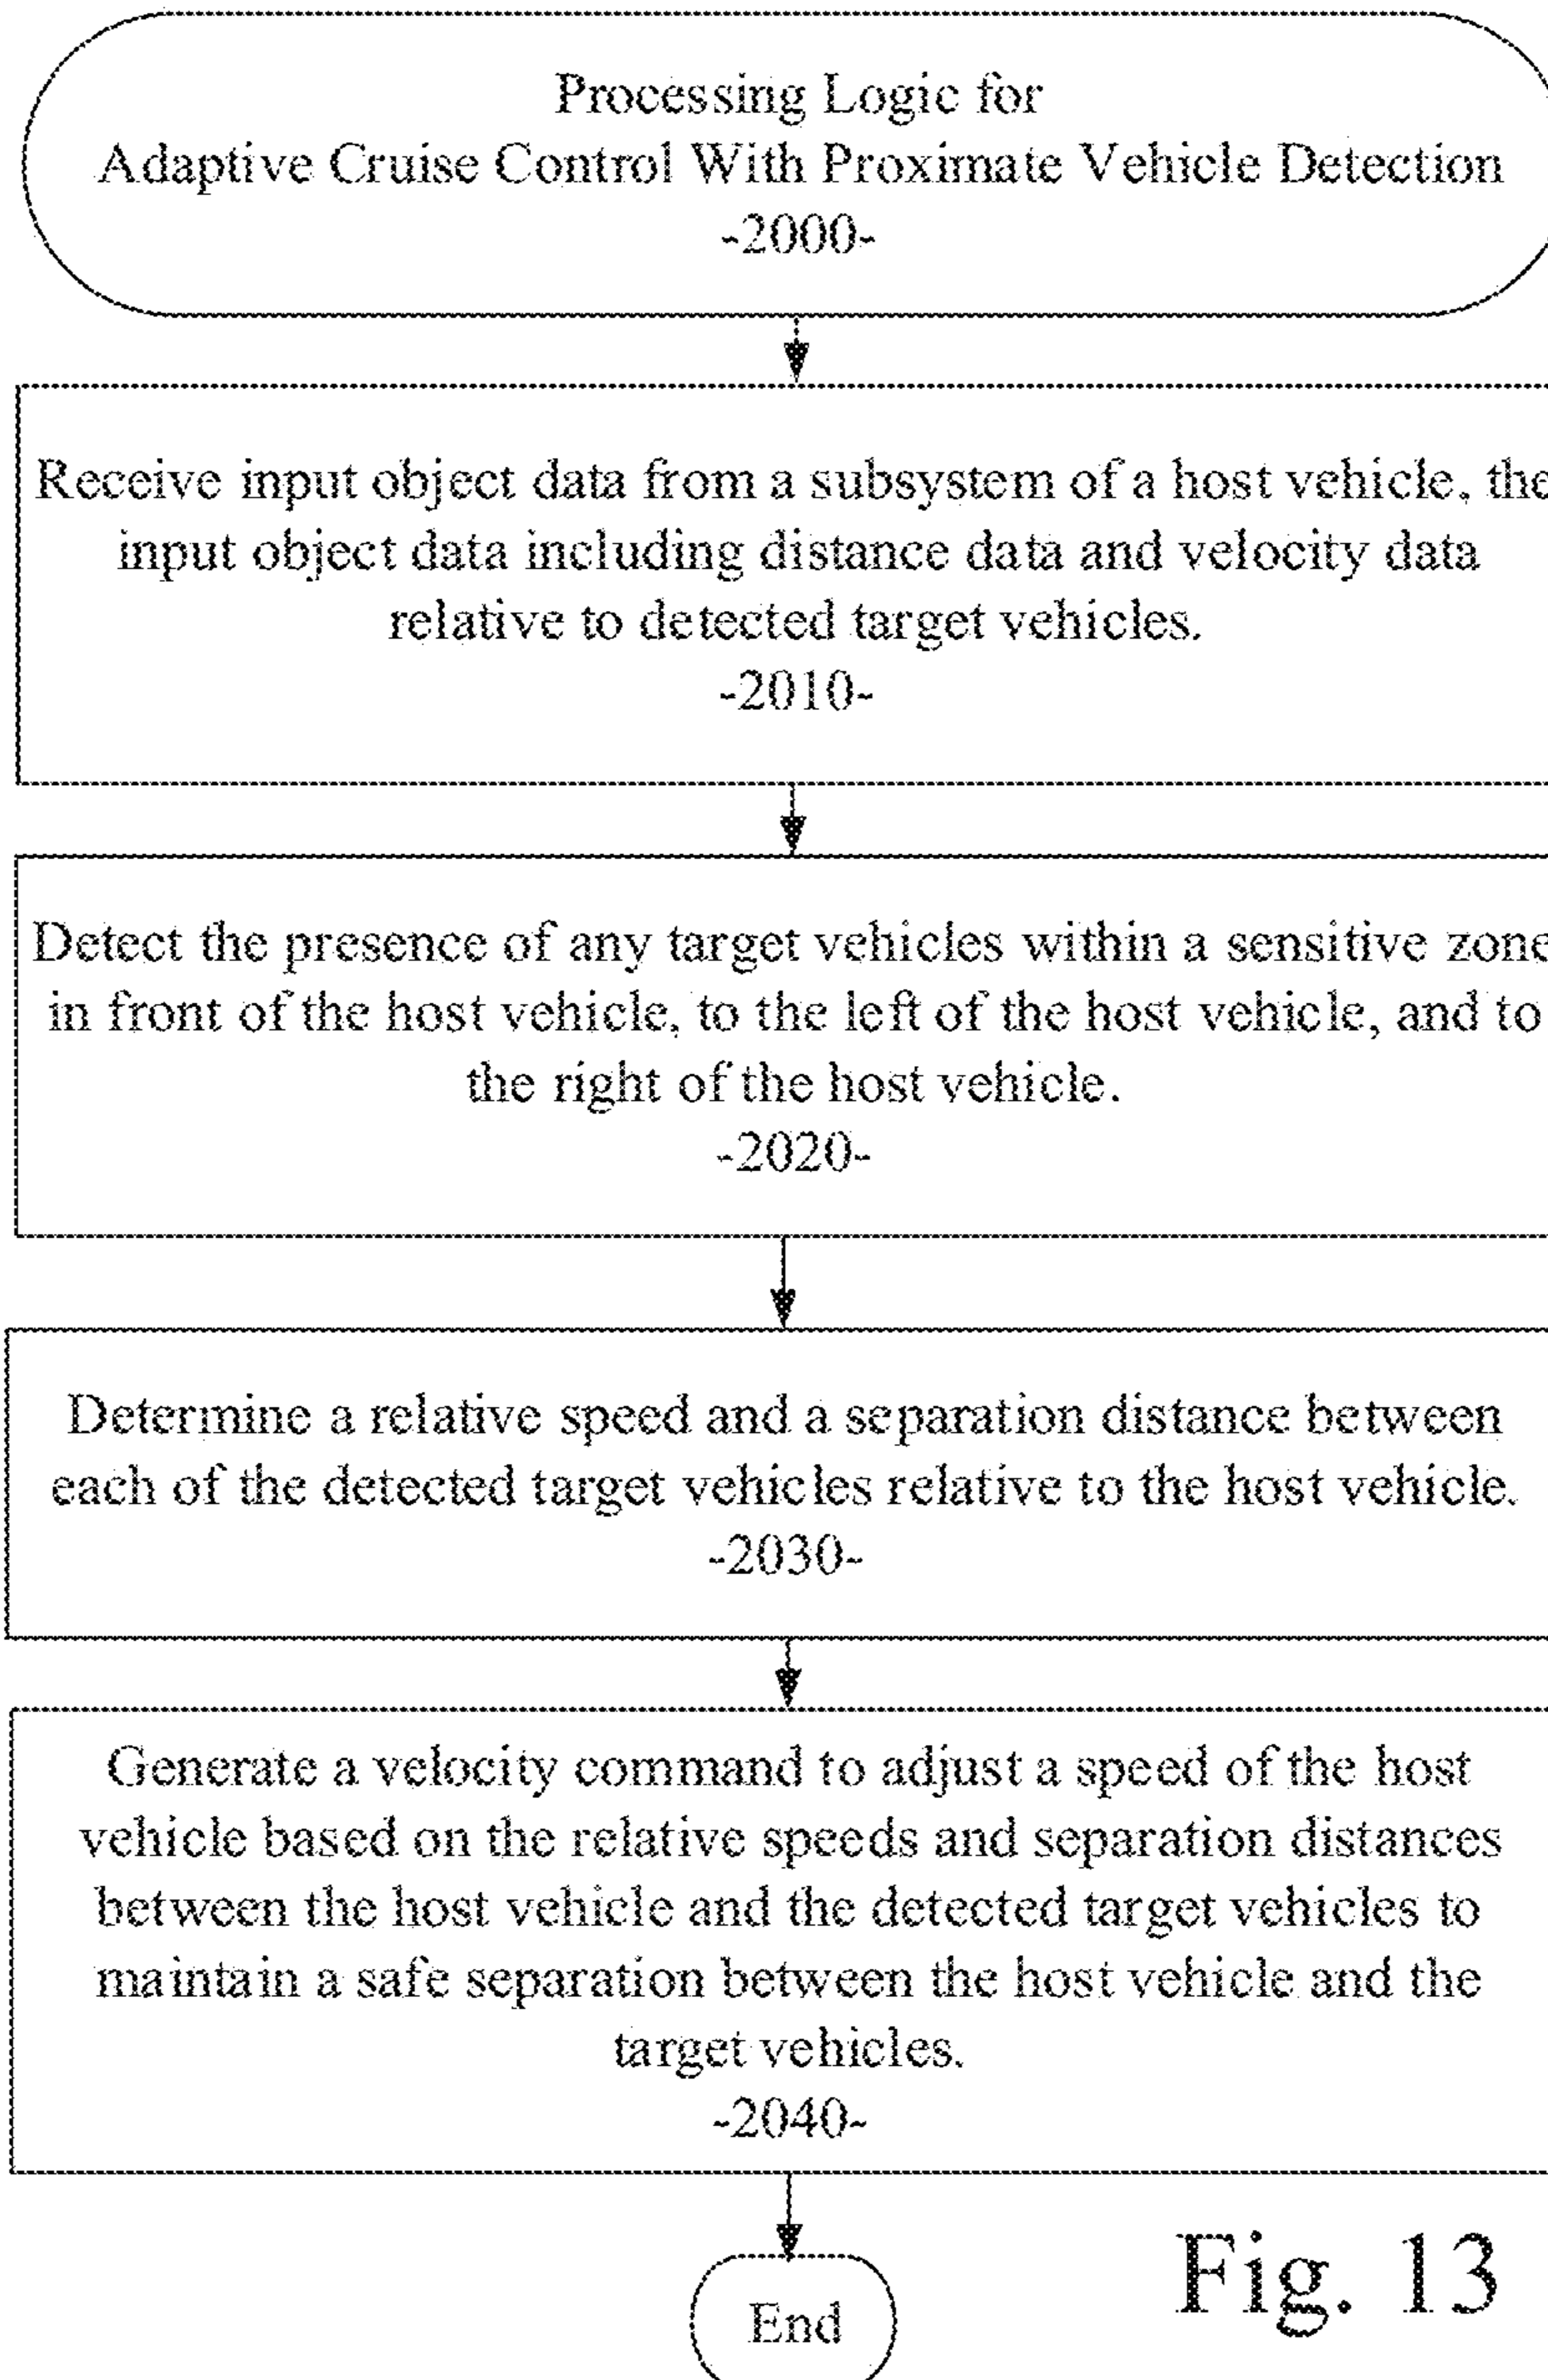 Processing Logic for
Adaptive Cruise Control With Proximate Vehicle Detection
-2000-
Receive input object data from a subsystem of a host vehicle, the
input object data including distance data and velocity data
relative to detected target vehicles.
-2010-
Detect the presence of any target vehicles within a sensitive zone
in front of the host vehicle, to the left of the host vehicle, and to
the right of the host vehicle.
-2020-
Determine a relative speed and a separation distance between
each of the detected target vehicles relative to the host vehicle.
-2030-
Generate a velocity command to adjust a speed of the host
vehicle based on the relative speeds and separation distances
between the host vehicle and the detected target vehicles to
maintain a safe separation between the host vehicle and the
target vehicles.
-2040-
End
Fig. 13